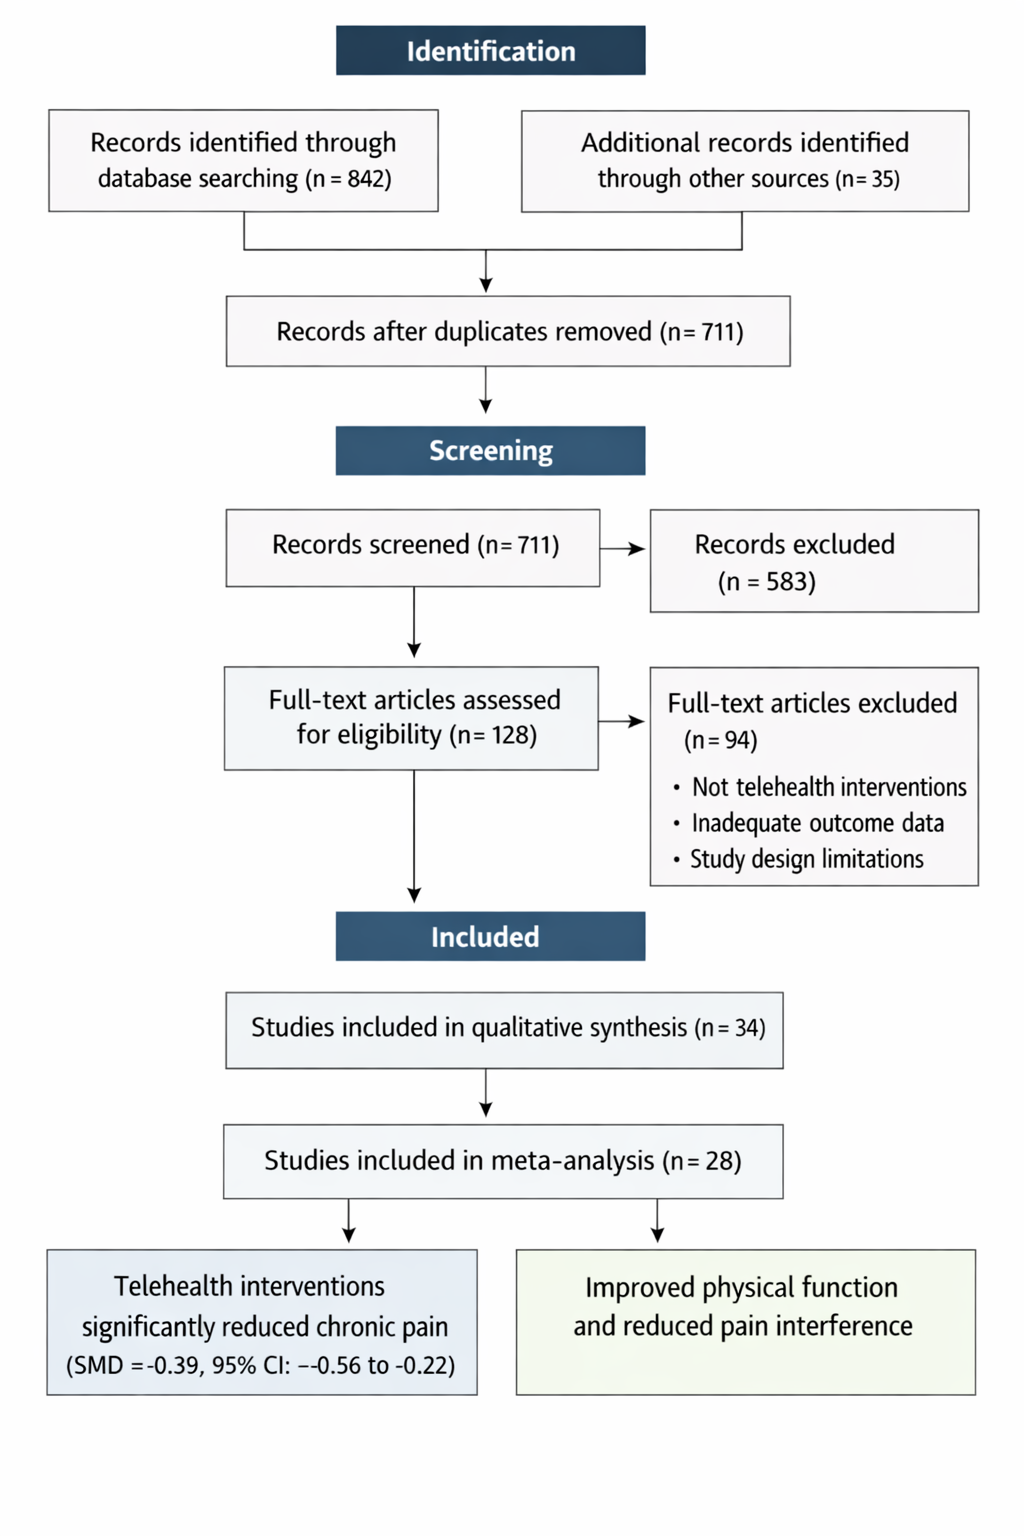 Identification
Records identified through
database searching (n = 842)
Additional records identified
through other sources (n= 35)
Records after duplicates removed (n= 711)
Screening
Records screened (n= 711)
Records excluded
(n = 583)
Full-text articles assessed
for eligibility (n= 128)
Full-text articles excluded
(n= 94)
• Not telehealth interventions
• Inadequate outcome data
• Study design limitations
Included
Studies included in qualitative synthesis (n= 34)
Studies included in meta-analysis (n= 28)
Telehealth interventions
significantly reduced chronic pain
(SMD =-0.39, 95% CI: –-0.56 to -0.22)
Improved physical function
and reduced pain interference